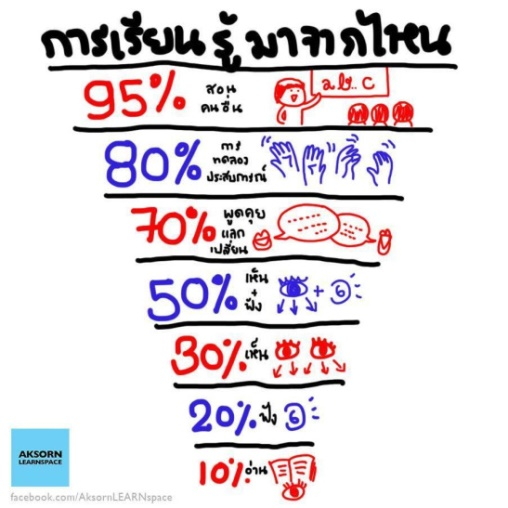 การเรียนรู้ มาจากไหน
95% สอน
คนอื่น
a b.. C
80% การ
ทดลอง
ประสบการณ์
70% พูดคุย
แลก
เปลี่ยน
50% เห็น
+
ฟัง
+
30% เห็น
20% ฟัง
10% อ่าน
AKSORN
LEARNSPACE
facebook.com/AksornLEARNspace